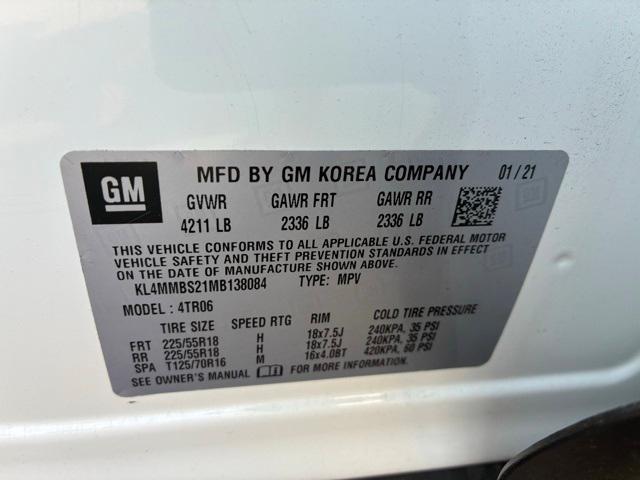 GM
MFD BY GM KOREA COMPANY 01/21
GVWR GAWR FRT GAWR RR
4211 LB 2336 LB 2336 LB
THIS VEHICLE CONFORMS TO ALL APPLICABLE U.S. FEDERAL MOTOR
VEHICLE SAFETY AND THEFT PREVENTION STANDARDS IN EFFECT
ON THE DATE OF MANUFACTURE SHOWN ABOVE.
KL4MMBS21MB138084 TYPE: MPV
MODEL: 4TR06
TIRE SIZE SPEED RTG RIM COLD TIRE PRESSURE
FRT 225/55R18 H 18x7.5J 240KPA, 35 PSI
RR 225/55R18 H 18x7.5J 240KPA, 35 PSI
SPA T125/70R16 M 16x4.0BT 420KPA, 60 PSI
SEE OWNER'S MANUAL FOR MORE INFORMATION.